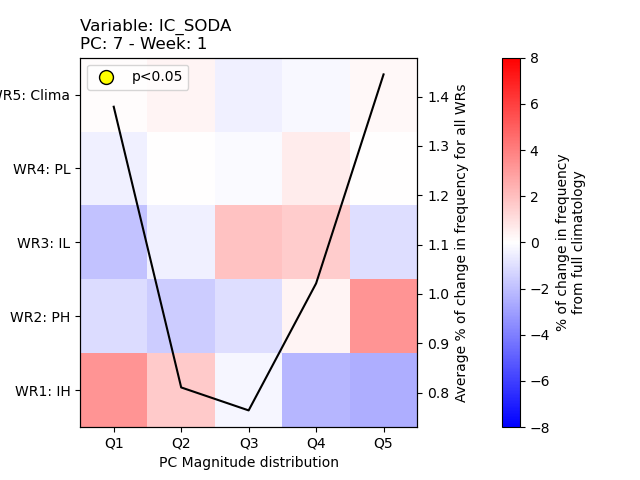 Variable: IC_SODA
PC: 7 - Week: 1
p<0.05
WR5: Clima
WR4: PL
WR3: IL
WR2: PH
WR1: IH
Q1 Q2 Q3 Q4 Q5
PC Magnitude distribution
1.4
1.3
1.2
1.1
1.0
0.9
0.8
Average % of change in frequency for all WRs
8
6
4
2
0
−2
−4
−6
−8
% of change in frequency
from full climatology